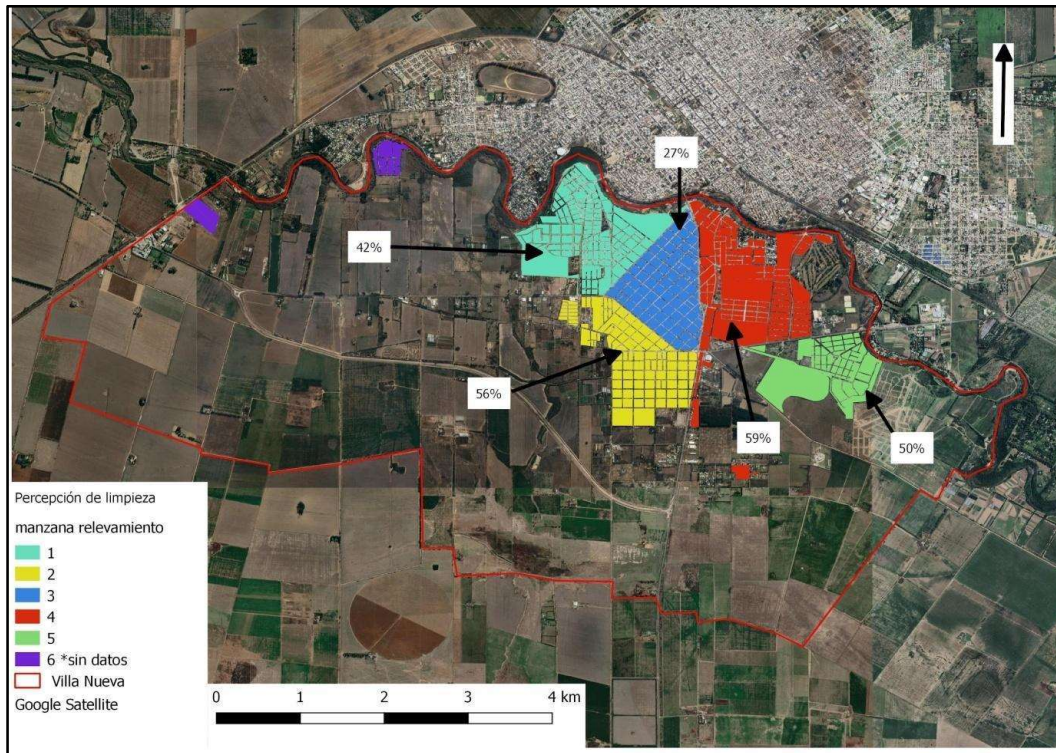 27%
42%
56%
59%
50%
Percepción de limpieza
manzana relevamiento
1
2
3
4
5
6 *sin datos
Villa Nueva
Google Satellite
0 1 2 3 4 km